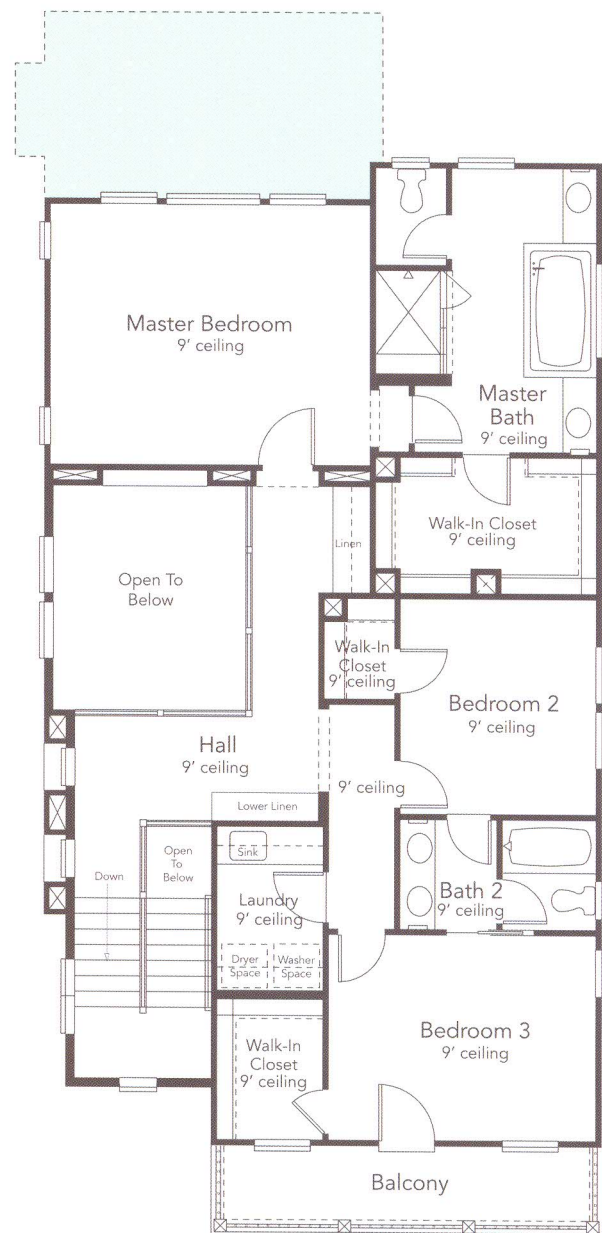 Master Bedroom
9' ceiling
Master
Bath
9' ceiling
Walk-In Closet
9' ceiling
Linen
Open To
Below
Walk-In
Closet
9' ceiling
Bedroom 2
9' ceiling
Hall
9' ceiling
9' ceiling
Lower Linen
Sink
Open
To
Below
Down
Laundry
9' ceiling
Bath 2
9' ceiling
Dryer
Space
Washer
Space
Bedroom 3
9' ceiling
Walk-In
Closet
9' ceiling
Balcony